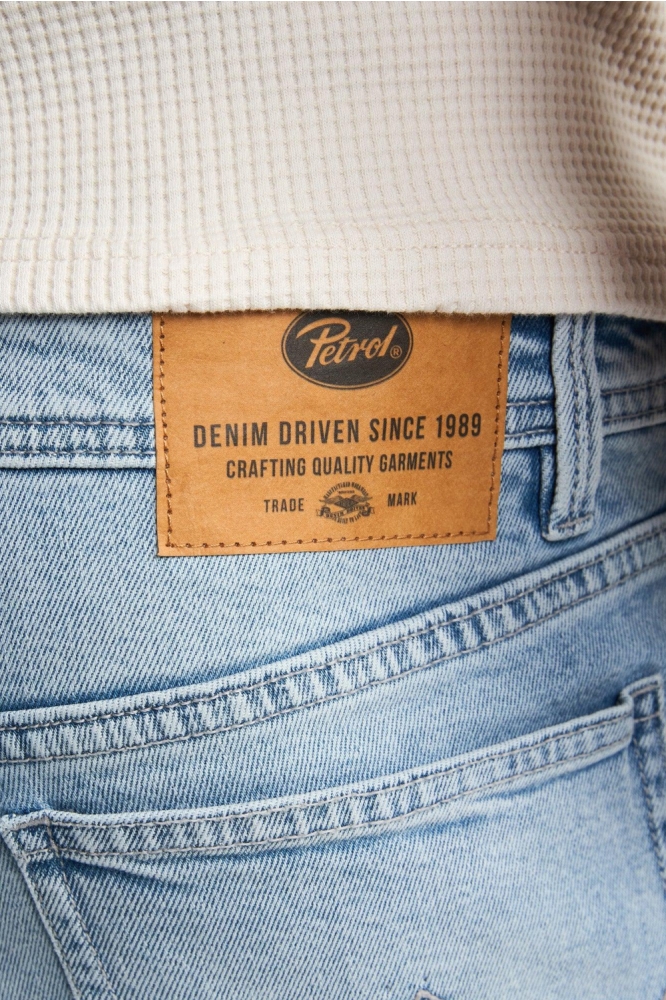 Petrol®
DENIM DRIVEN SINCE 1989
CRAFTING QUALITY GARMENTS
TRADE MARK